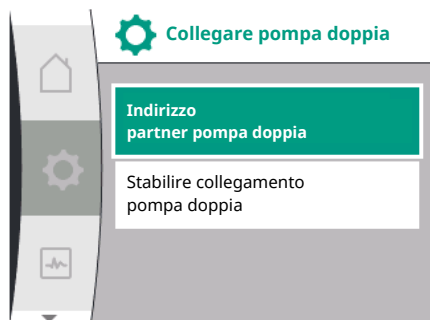 Collegare pompa doppia
Indirizzo
partner pompa doppia
Stabilire collegamento
pompa doppia